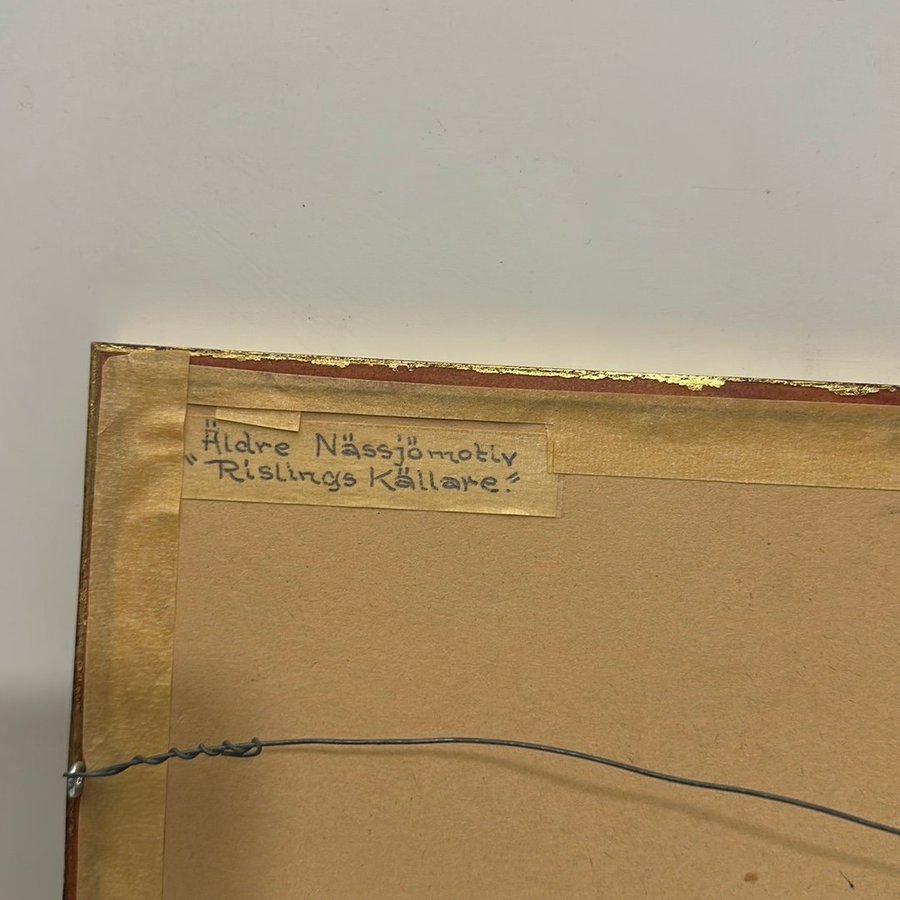 Äldre Nässjömotiv
"Rislings Källare."